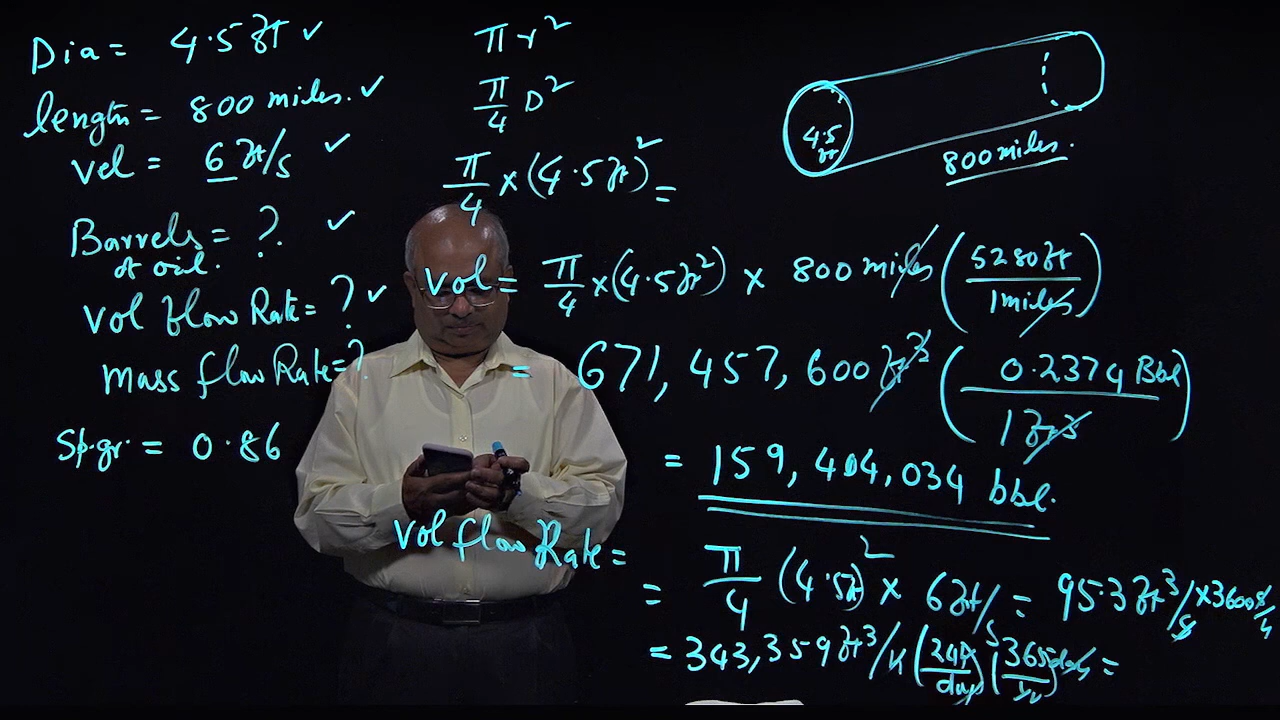 Dia = 4.5 ft ✓
length = 800 miles. ✓
vel = 6 ft/s ✓
Barrels = ? ✓
of oil.
Vol flow Rate = ? ✓
mass flow Rate = ?
Sp.gr. = 0.86
π r²
π/4 D²
π/4 × (4.5 ft)² =
4.5 ft
800 miles.
Vol = π/4 × (4.5 ft²) × 800 miles (5280 ft / 1 miles)
= 671,457,600 ft³ (0.2374 Bbl / 1 ft³)
= 159,404,034 bbl.
Vol flow Rate =
= π/4 (4.5 ft)² × 6 ft/s = 95.3 ft³/s × 3600 s/h
= 343,359 ft³/h (24 h / day) (365 days / yr) =